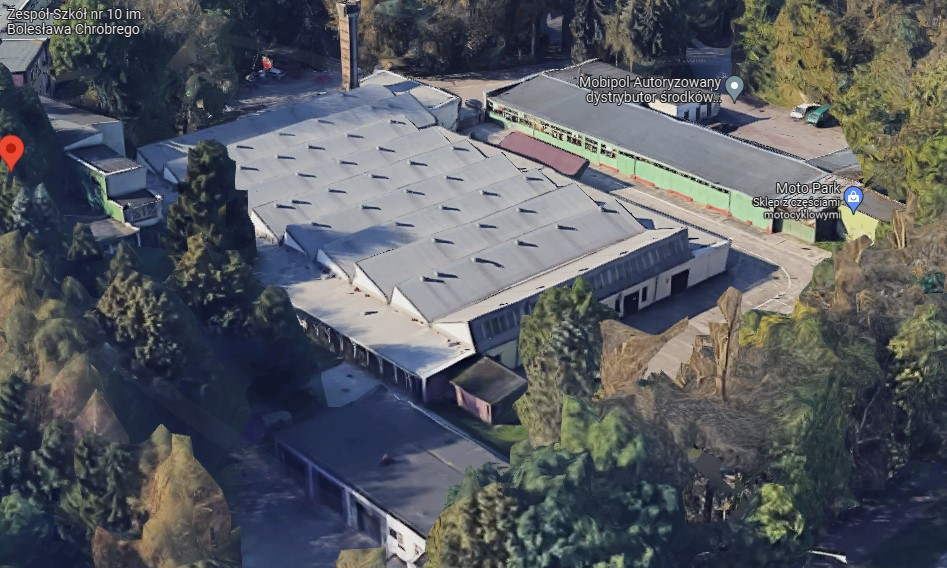 Zespół Szkół nr 10 im.
Bolesława Chrobrego
Mobipol Autoryzowany
dystrybutor środków...
Moto Park
Sklep z częściami
motocyklowymi